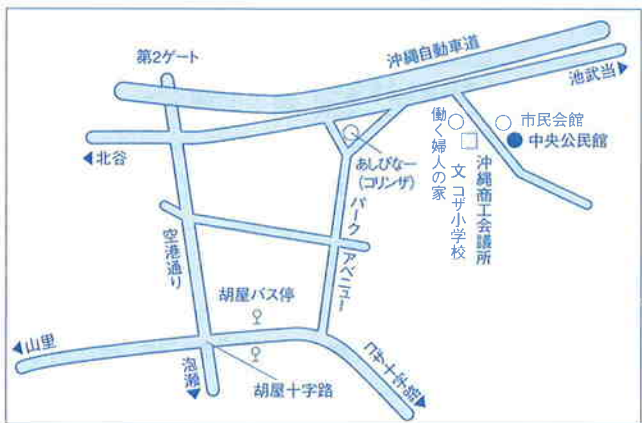 第2ゲート
沖縄自動車道
池武当
北谷
あしびなー
(コリンザ)
働く婦人の家
文 コザ小学校
沖縄商工会議所
市民会館
中央公民館
空港通り
パークアベニュー
胡屋バス停
山里
泡瀬
胡屋十字路
コザ十字路